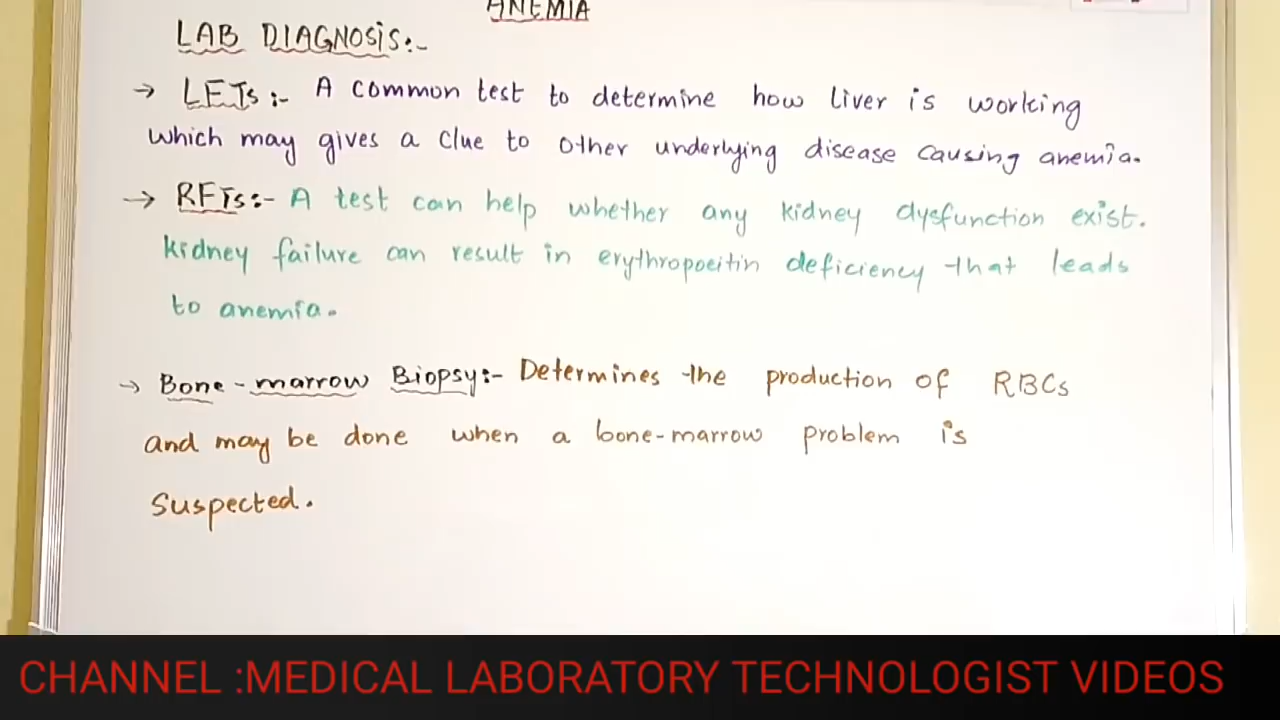 ANEMIA
LAB DIAGNOSIS:-
→ LFTs:- A common test to determine how liver is working
which may gives a clue to other underlying disease causing anemia.
→ RFTs:- A test can help whether any kidney dysfunction exist.
kidney failure can result in erythropoeitin deficiency that leads
to anemia.
→ Bone-marrow Biopsy:- Determines the production of RBCs
and may be done when a bone-marrow problem is
suspected.
CHANNEL :MEDICAL LABORATORY TECHNOLOGIST VIDEOS